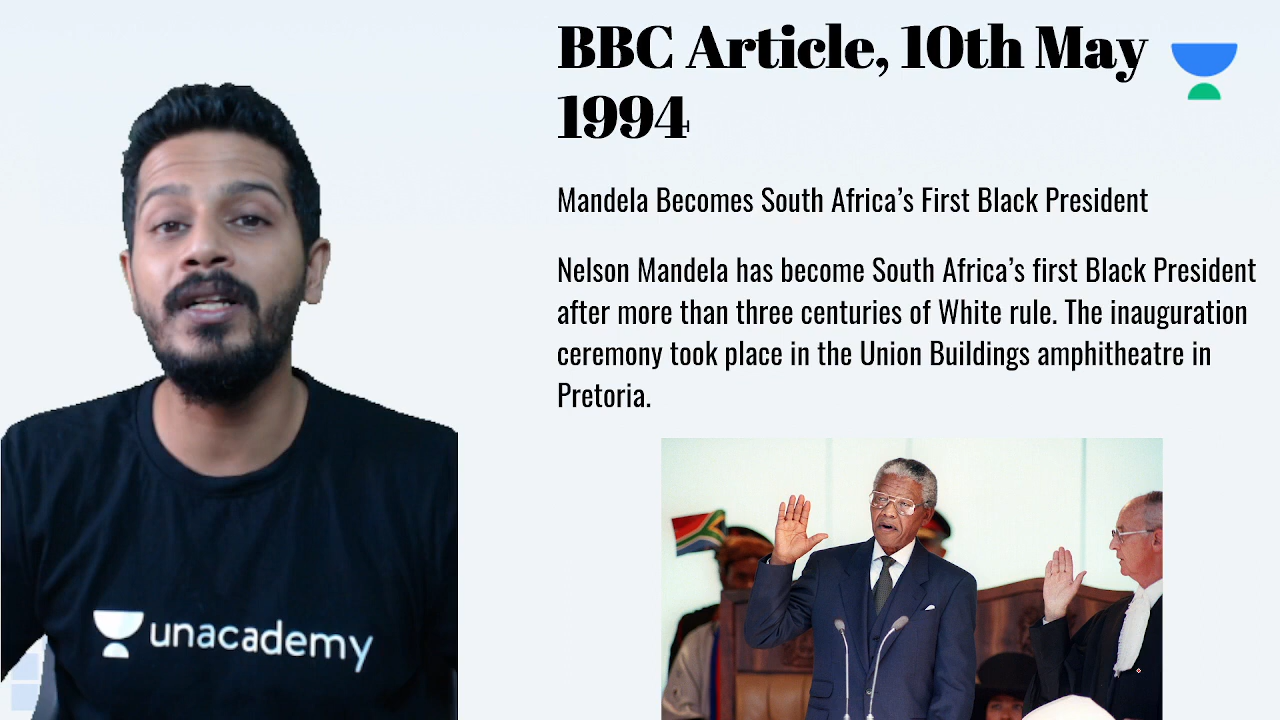 BBC Article, 10th May
1994
Mandela Becomes South Africa’s First Black President
Nelson Mandela has become South Africa’s first Black President
after more than three centuries of White rule. The inauguration
ceremony took place in the Union Buildings amphitheatre in
Pretoria.
unacademy